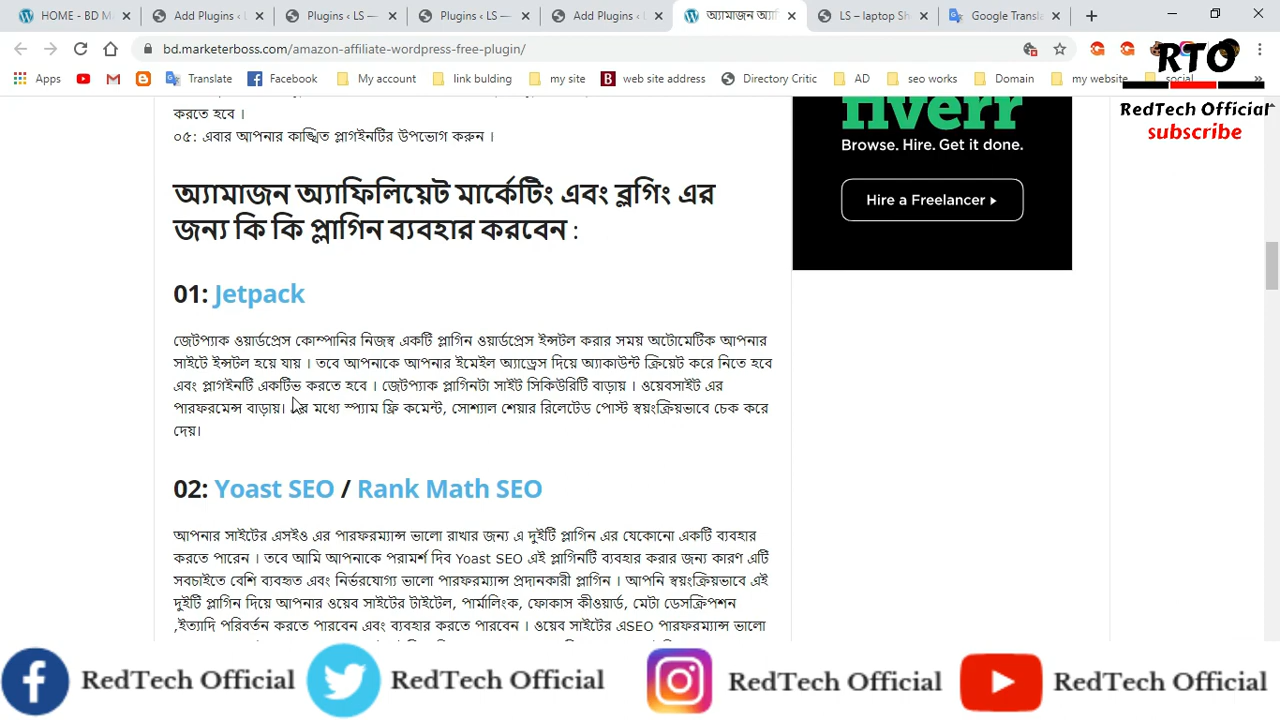 HOME - BD M
Add Plugins ‹ L
Plugins ‹ LS —
Plugins ‹ LS —
Add Plugins ‹ L
অ্যামাজন অ্যাফি
LS – laptop Sh
Google Transla
bd.marketerboss.com/amazon-affiliate-wordpress-free-plugin/
Apps
Translate
Facebook
My account
link bulding
my site
web site address
Directory Critic
AD
seo works
Domain
my website
social
RTO
RedTech Official
subscribe
করতে হবে ।
০৫: এবার আপনার কাঙ্খিত প্লাগইনটির উপভোগ করুন ।
fiverr
Browse. Hire. Get it done.
Hire a Freelancer
অ্যামাজন অ্যাফিলিয়েট মার্কেটিং এবং ব্লগিং এর
জন্য কি কি প্লাগিন ব্যবহার করবেন :
01: Jetpack
জেটপ্যাক ওয়ার্ডপ্রেস কোম্পানির নিজস্ব একটি প্লাগিন ওয়ার্ডপ্রেস ইন্সটল করার সময় অটোমেটিক আপনার
সাইটে ইন্সটল হয়ে যায় । তবে আপনাকে আপনার ইমেইল অ্যাড্রেস দিয়ে অ্যাকাউন্ট ক্রিয়েট করে নিতে হবে
এবং প্লাগইনটি একটিভ করতে হবে । জেটপ্যাক প্লাগিনটা সাইট সিকিউরিটি বাড়ায় । ওয়েবসাইট এর
পারফরমেন্স বাড়ায়। এর মধ্যে স্প্যাম ফ্রি কমেন্ট, সোশ্যাল শেয়ার রিলেটেড পোস্ট স্বয়ংক্রিয়ভাবে চেক করে
দেয়।
02: Yoast SEO / Rank Math SEO
আপনার সাইটের এসইও এর পারফরম্যান্স ভালো রাখার জন্য এ দুইটি প্লাগিন এর যেকোনো একটি ব্যবহার
করতে পারেন । তবে আমি আপনাকে পরামর্শ দিব Yoast SEO এই প্লাগিনটি ব্যবহার করার জন্য কারণ এটি
সবচাইতে বেশি ব্যবহৃত এবং নির্ভরযোগ্য ভালো পারফরম্যান্স প্রদানকারী প্লাগিন । আপনি স্বয়ংক্রিয়ভাবে এই
দুইটি প্লাগিন দিয়ে আপনার ওয়েব সাইটের টাইটেল, পার্মালিংক, ফোকাস কীওয়ার্ড, মেটা ডেসক্রিপশন
,ইত্যাদি পরিবর্তন করতে পারবেন এবং ব্যবহার করতে পারবেন । ওয়েব সাইটের এSEO পারফরম্যান্স ভালো
RedTech Official
RedTech Official
RedTech Official
RedTech Official